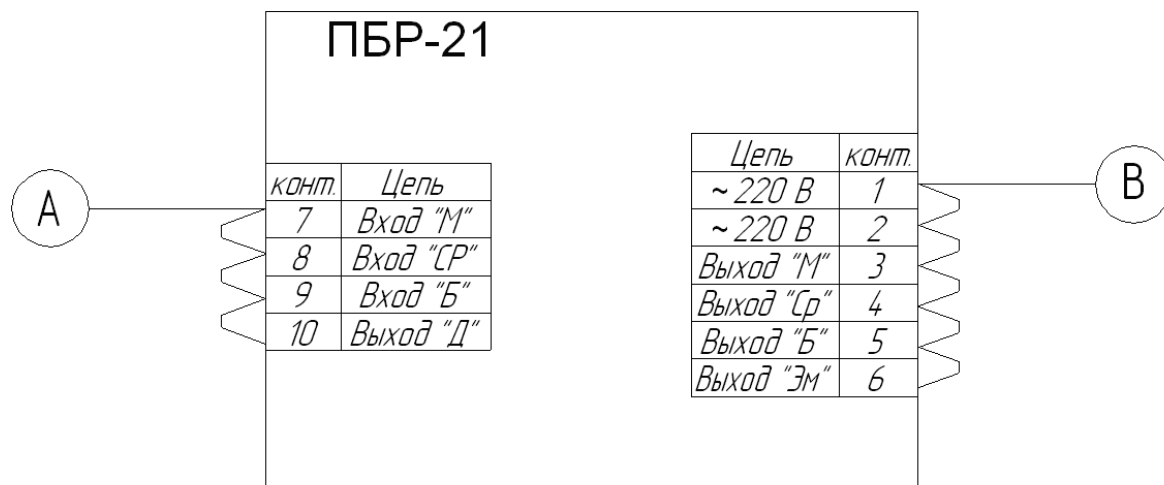 ПБР-21
А
конт. Цепь
7 Вход "М"
8 Вход "СР"
9 Вход "Б"
10 Выход "Д"
Цепь конт.
~ 220 В 1
~ 220 В 2
Выход "М" 3
Выход "Ср" 4
Выход "Б" 5
Выход "Эм" 6
В